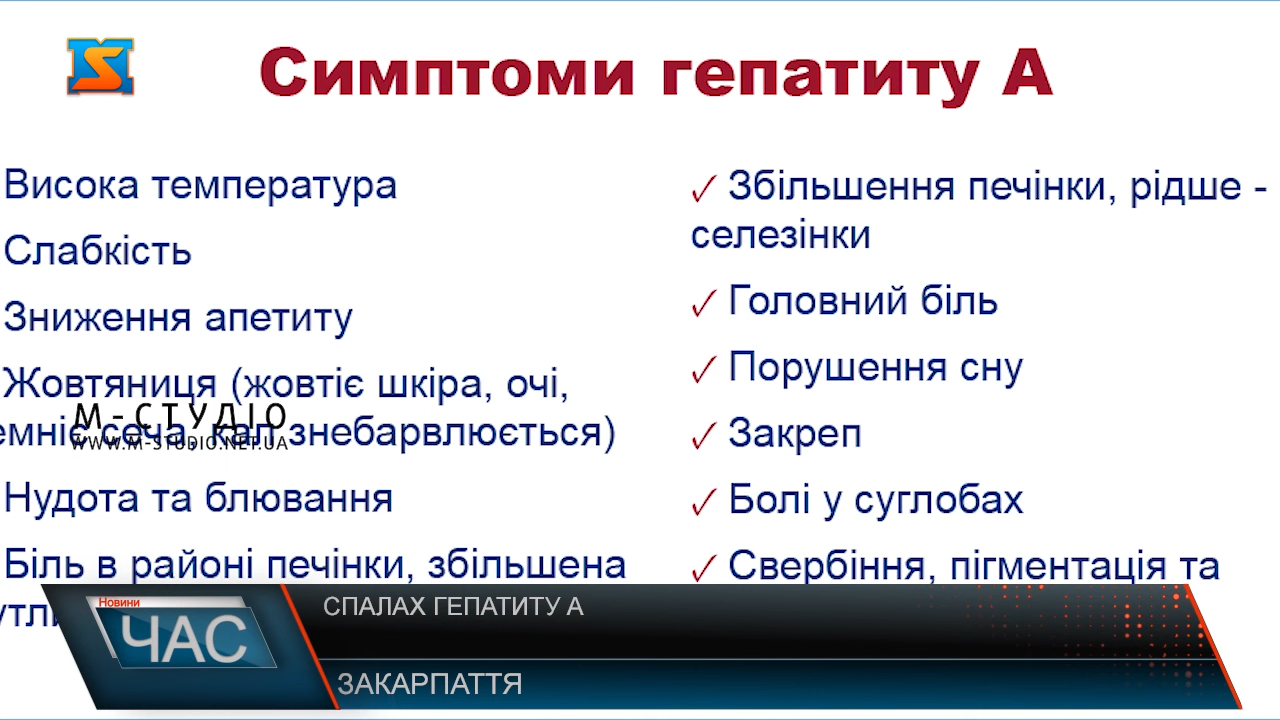 Симптоми гепатиту А
Висока температура
Слабкість
Зниження апетиту
Жовтяниця (жовтіє шкіра, очі,
сеча, кал знебарвлюється)
Нудота та блювання
Біль в районі печінки, збільшена
✓ Збільшення печінки, рідше -
селезінки
✓ Головний біль
✓ Порушення сну
✓ Закреп
✓ Болі у суглобах
✓ Свербіння, пігментація та
М-СТУДІО
WWW.M-STUDIO.NET.UA
Новини
ЧАС
СПАЛАХ ГЕПАТИТУ А
ЗАКАРПАТТЯ